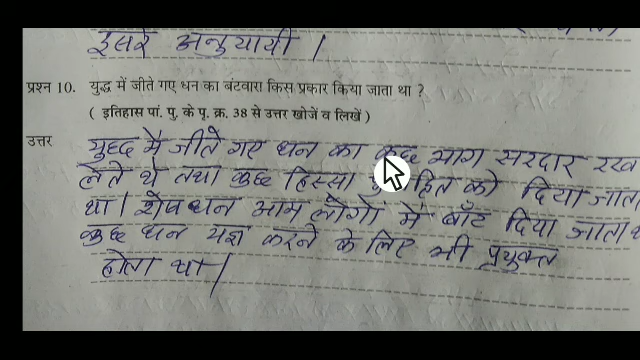 दूसरे अनुयायी ।
प्रश्न 10. युद्ध में जीते गए धन का बंटवारा किस प्रकार किया जाता था ?
( इतिहास पां. पु. के पृ. क्र. 38 से उत्तर खोजें व लिखें )
उत्तर युद्ध मै जीते गए धन का कुछ भाग सरदार रख
लेते थे तथा कुछ हिस्सा को दिया जाता
था । शेष धन आम लोगों में बाँट दिया जाता
कुछ धन यज्ञ करने के लिए भी प्रयुक्त
होता था ।